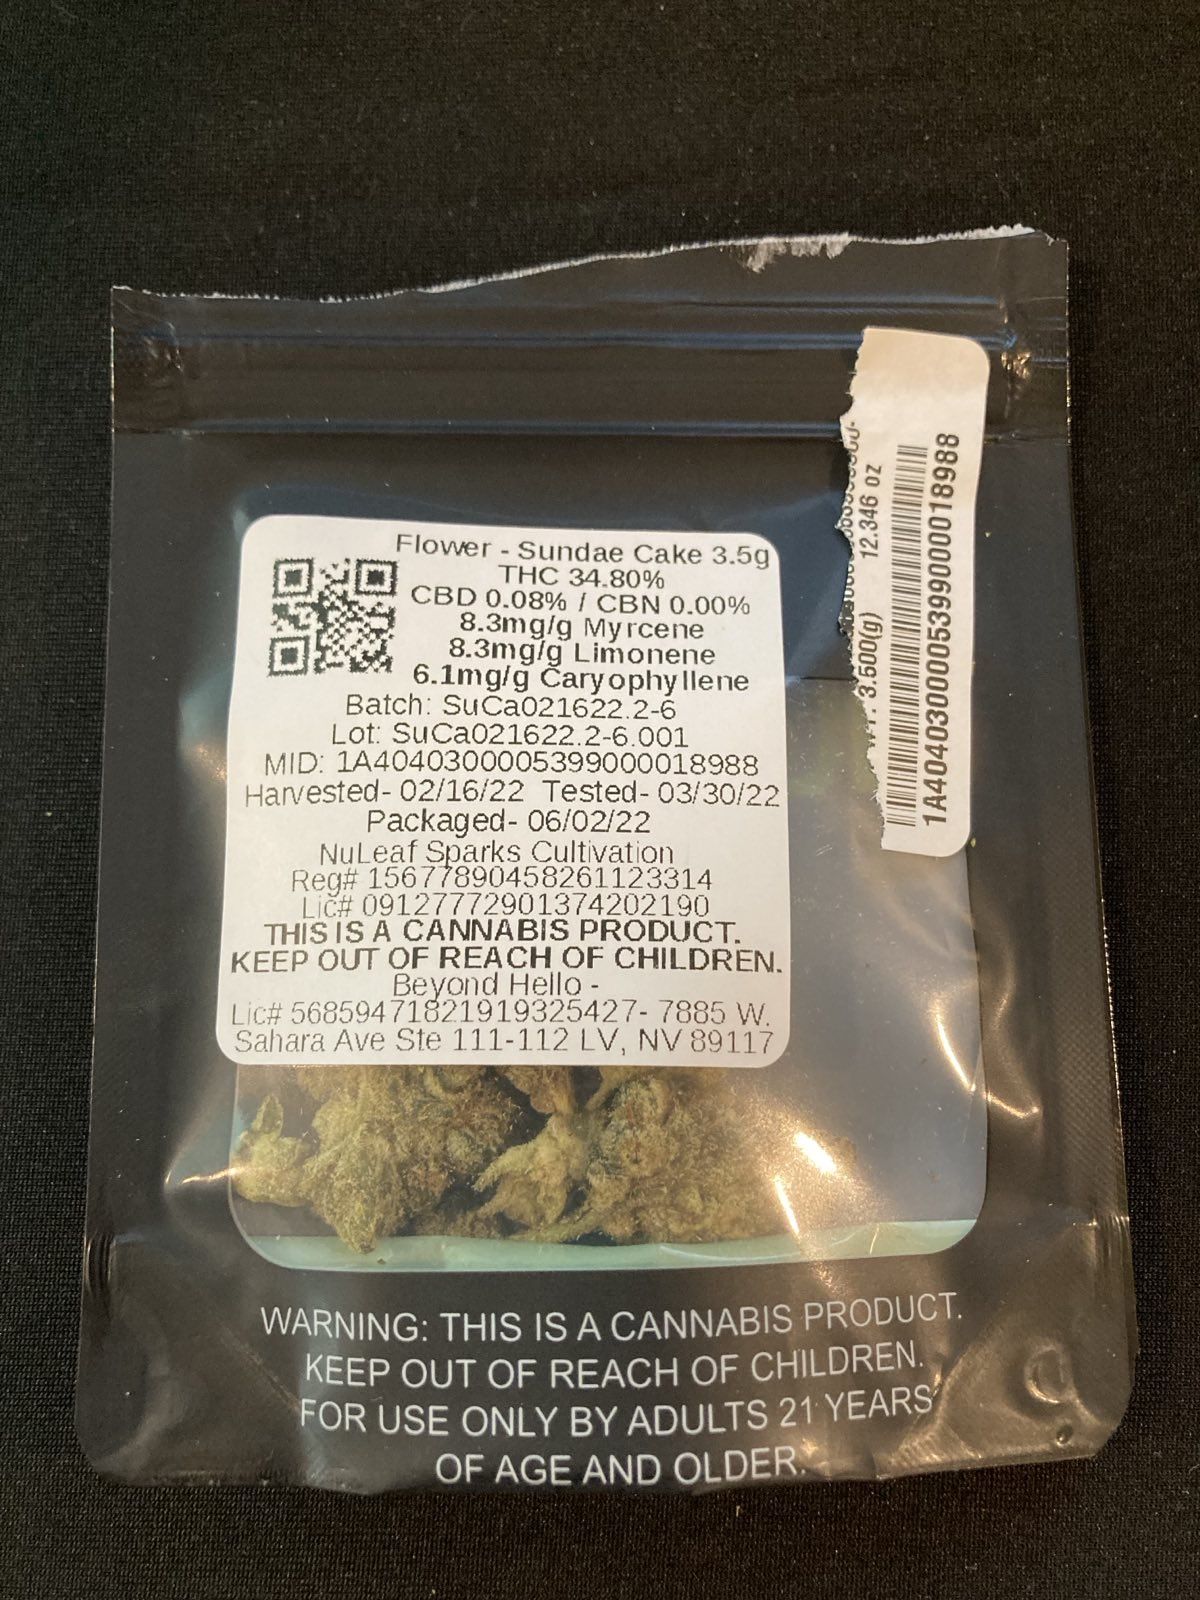 Flower - Sundae Cake 3.5g
THC 34.80%
CBD 0.08% / CBN 0.00%
8.3mg/g Myrcene
8.3mg/g Limonene
6.1mg/g Caryophyllene
Batch: SuCa021622.2-6
Lot: SuCa021622.2-6.001
MID: 1A4040300005399000018988
Harvested- 02/16/22 Tested- 03/30/22
Packaged- 06/02/22
NuLeaf Sparks Cultivation
Reg# 15677890458261123314
Lic# 09127772901374202190
THIS IS A CANNABIS PRODUCT.
KEEP OUT OF REACH OF CHILDREN.
Beyond Hello -
Lic# 56859471821919325427- 7885 W.
Sahara Ave Ste 111-112 LV, NV 89117
3.500(g) 12.346 oz
1A4040300005399000018988
WARNING: THIS IS A CANNABIS PRODUCT.
KEEP OUT OF REACH OF CHILDREN.
FOR USE ONLY BY ADULTS 21 YEARS
OF AGE AND OLDER.